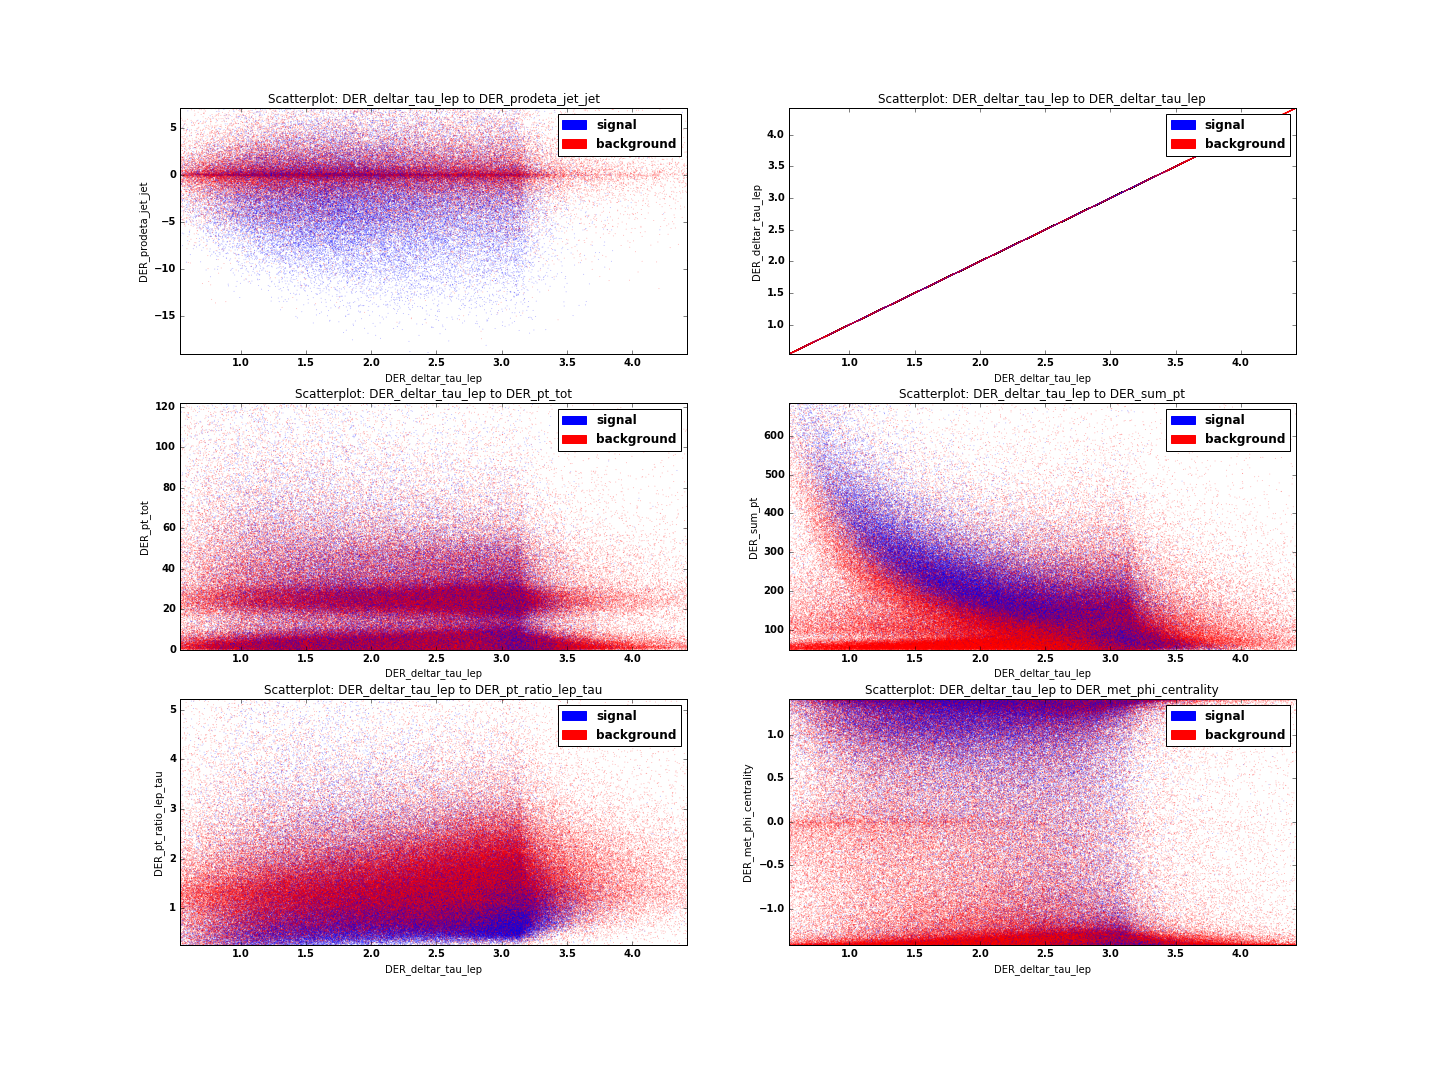 Scatterplot: DER_deltar_tau_lep to DER_prodeta_jet_jet
signal
background
5
0
−5
−10
−15
DER_prodeta_jet_jet
1.0 1.5 2.0 2.5 3.0 3.5 4.0
DER_deltar_tau_lep
Scatterplot: DER_deltar_tau_lep to DER_deltar_tau_lep
signal
background
4.0
3.5
3.0
2.5
2.0
1.5
1.0
DER_deltar_tau_lep
1.0 1.5 2.0 2.5 3.0 3.5 4.0
DER_deltar_tau_lep
Scatterplot: DER_deltar_tau_lep to DER_pt_tot
signal
background
120
100
80
60
40
20
0
DER_pt_tot
1.0 1.5 2.0 2.5 3.0 3.5 4.0
DER_deltar_tau_lep
Scatterplot: DER_deltar_tau_lep to DER_sum_pt
signal
background
600
500
400
300
200
100
DER_sum_pt
1.0 1.5 2.0 2.5 3.0 3.5 4.0
DER_deltar_tau_lep
Scatterplot: DER_deltar_tau_lep to DER_pt_ratio_lep_tau
signal
background
5
4
3
2
1
DER_pt_ratio_lep_tau
1.0 1.5 2.0 2.5 3.0 3.5 4.0
DER_deltar_tau_lep
Scatterplot: DER_deltar_tau_lep to DER_met_phi_centrality
signal
background
1.0
0.5
0.0
−0.5
−1.0
DER_met_phi_centrality
1.0 1.5 2.0 2.5 3.0 3.5 4.0
DER_deltar_tau_lep